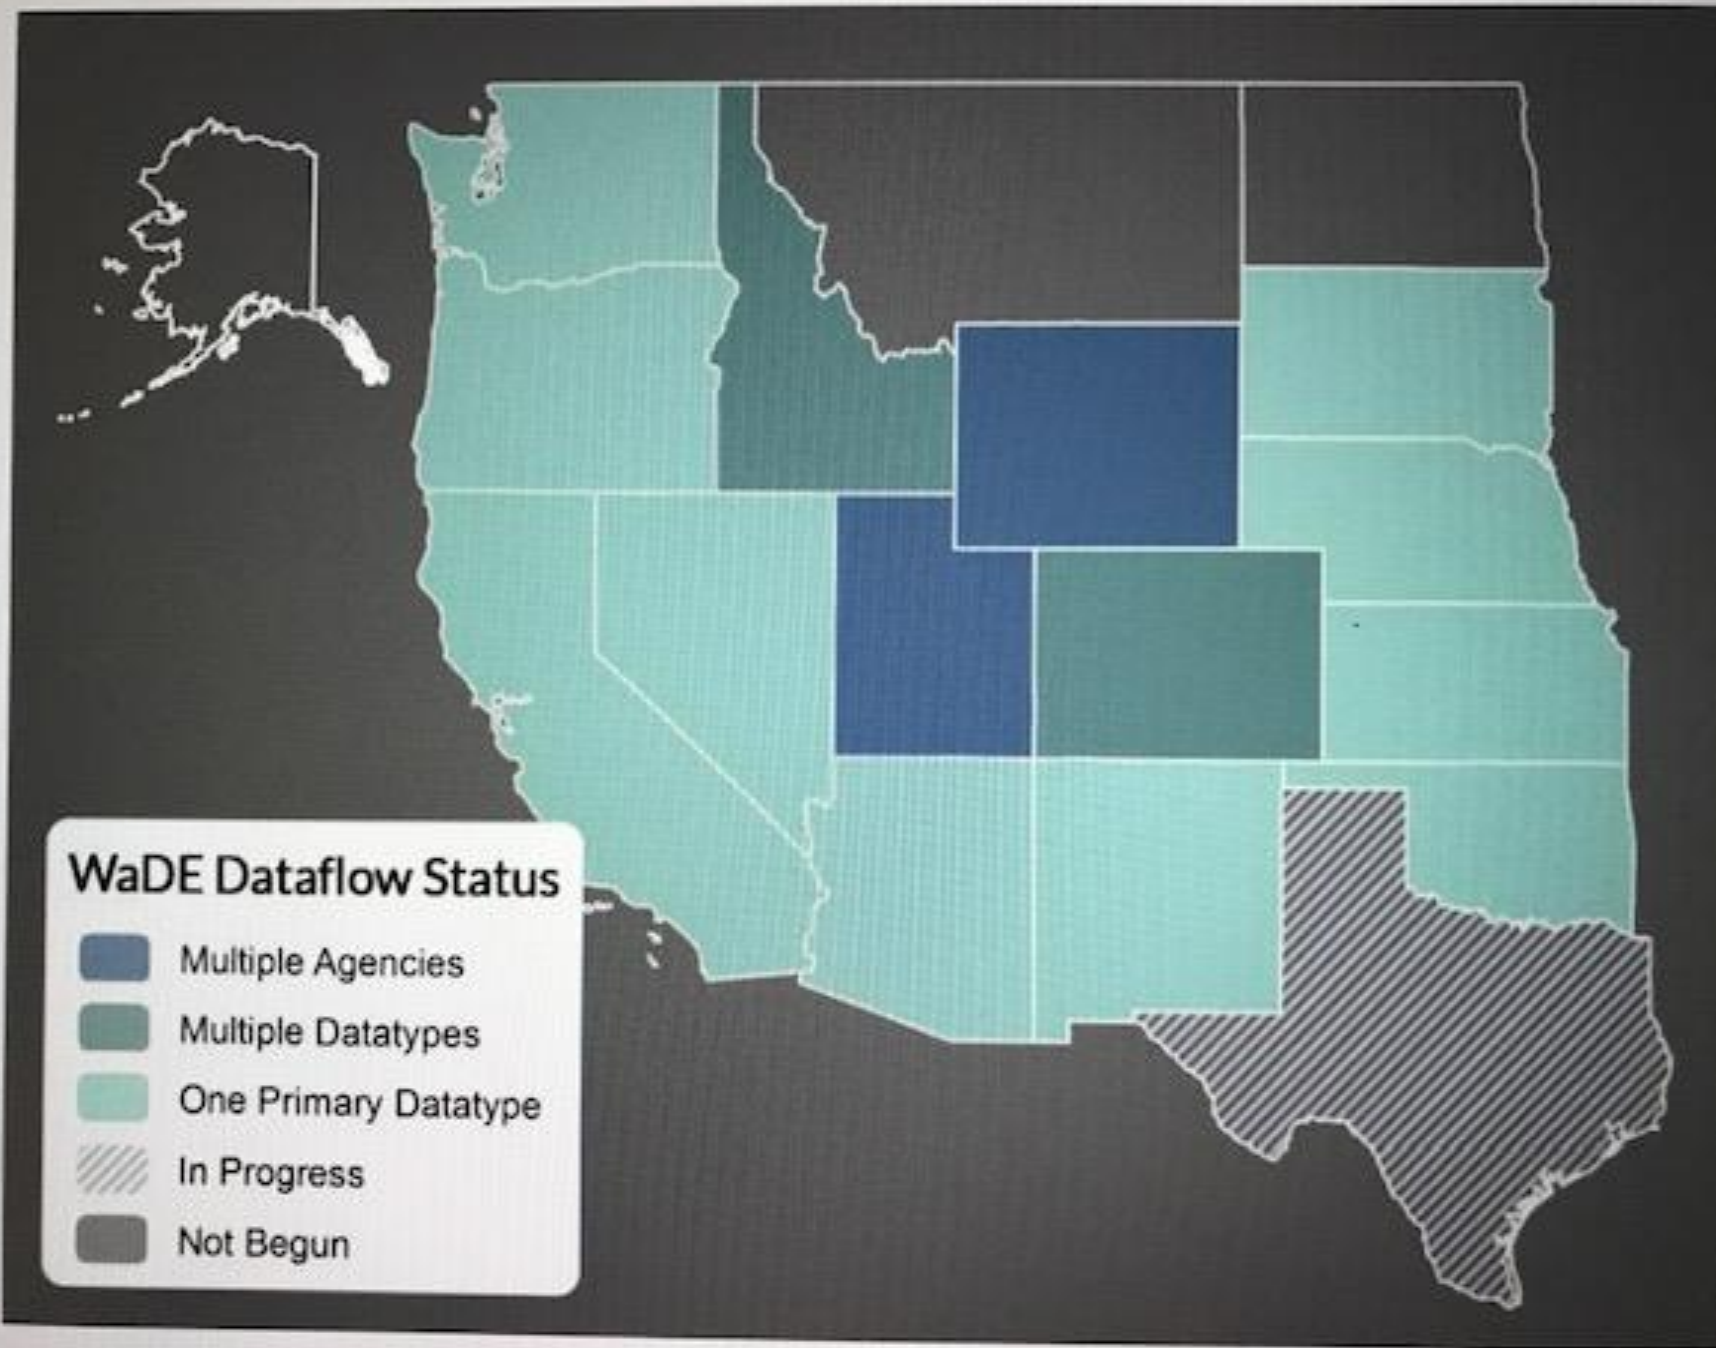 WaDE Dataflow Status
Multiple Agencies
Multiple Datatypes
One Primary Datatype
In Progress
Not Begun